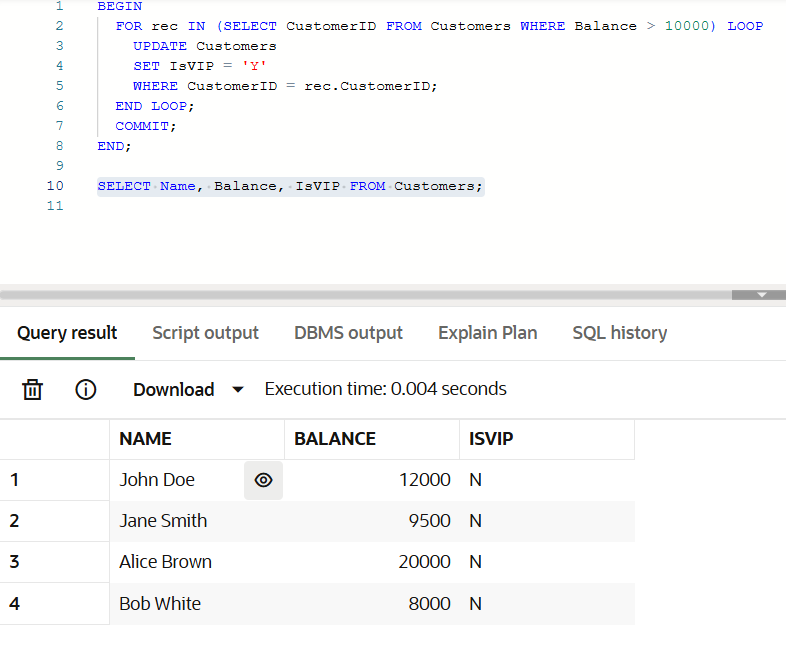 1 BEGIN
2 FOR rec IN (SELECT CustomerID FROM Customers WHERE Balance > 10000) LOOP
3 UPDATE Customers
4 SET IsVIP = 'Y'
5 WHERE CustomerID = rec.CustomerID;
6 END LOOP;
7 COMMIT;
8 END;
9
10 SELECT Name, Balance, IsVIP FROM Customers;
11
Query result Script output DBMS output Explain Plan SQL history
Download Execution time: 0.004 seconds
NAME BALANCE ISVIP
1 John Doe 12000 N
2 Jane Smith 9500 N
3 Alice Brown 20000 N
4 Bob White 8000 N